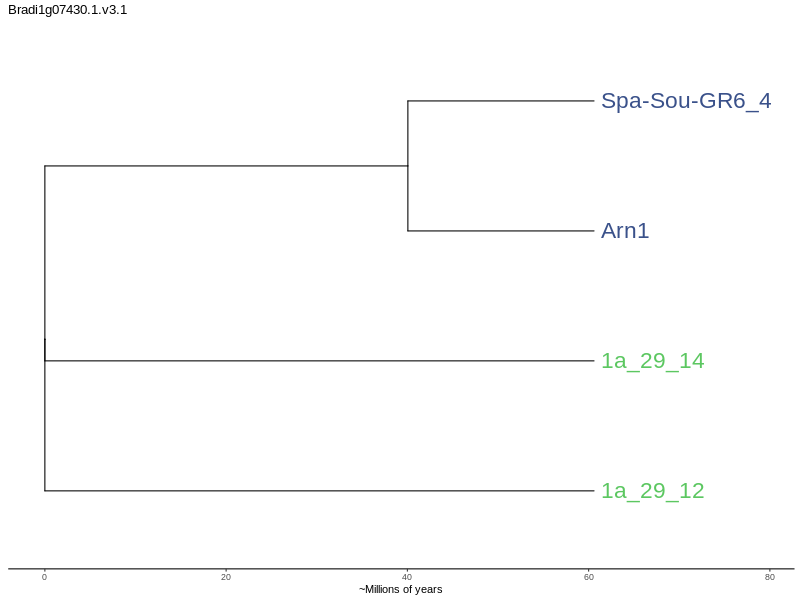 Bradi1g07430.1.v3.1
Spa-Sou-GR6_4
Arn1
1a_29_14
1a_29_12
0 20 40 60 80
~Millions of years